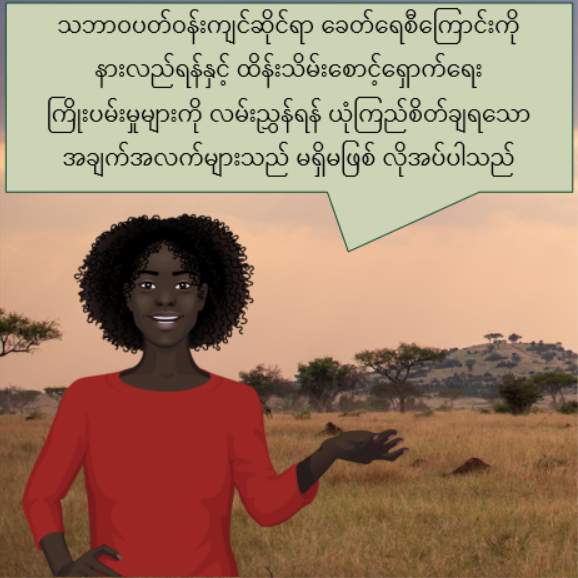 သဘာဝပတ်ဝန်းကျင်ဆိုင်ရာ ခေတ်ရေစီကြောင်းကို
နားလည်ရန်နှင့် ထိန်းသိမ်းစောင့်ရှောက်ရေး
ကြိုးပမ်းမှုများကို လမ်းညွှန်ရန် ယုံကြည်စိတ်ချရသော
အချက်အလက်များသည် မရှိမဖြစ် လိုအပ်ပါသည်